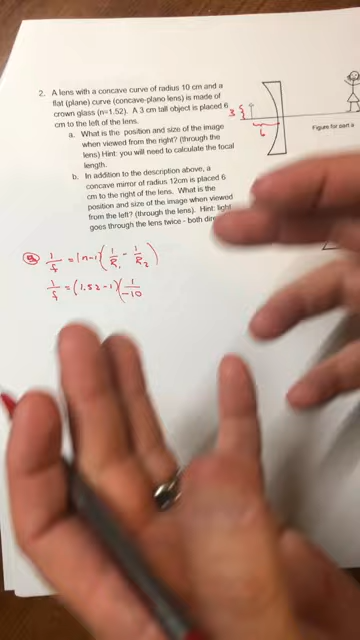 2. A lens with a concave curve of radius 10 cm and a
flat (plane) curve (concave-plano lens) is made of
crown glass (n=1.52). A 3 cm tall object is placed 6
cm to the left of the lens.
a. What is the position and size of the image
when viewed from the right? (through the
lens) Hint: you will need to calculate the focal
length.
b. In addition to the description above, a
concave mirror of radius 12cm is placed 6
cm to the right of the lens. What is the
position and size of the image when viewed
from the left? (through the lens). Hint: light
goes through the lens twice - both
3
6
Figure for part a
a 1/f = (n-1)(1/R₁ - 1/R₂)
1/f = (1.52-1)(1/-10